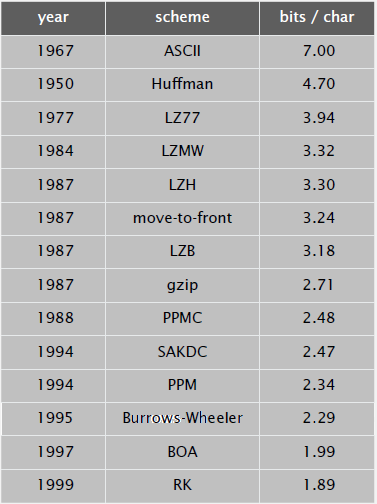 year scheme bits / char
1967 ASCII 7.00
1950 Huffman 4.70
1977 LZ77 3.94
1984 LZMW 3.32
1987 LZH 3.30
1987 move-to-front 3.24
1987 LZB 3.18
1987 gzip 2.71
1988 PPMC 2.48
1994 SAKDC 2.47
1994 PPM 2.34
1995 Burrows-Wheeler 2.29
1997 BOA 1.99
1999 RK 1.89